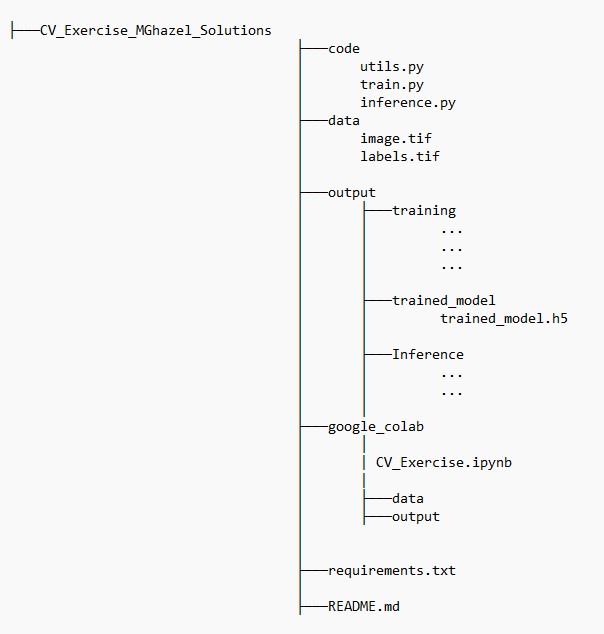 ├──CV_Exercise_MGhazel_Solutions
├──code
utils.py
train.py
inference.py
├──data
image.tif
labels.tif
├──output
├──training
...
...
...
├──trained_model
trained_model.h5
├──Inference
...
...
├──google_colab
│ CV_Exercise.ipynb
├──data
├──output
├──requirements.txt
├──README.md